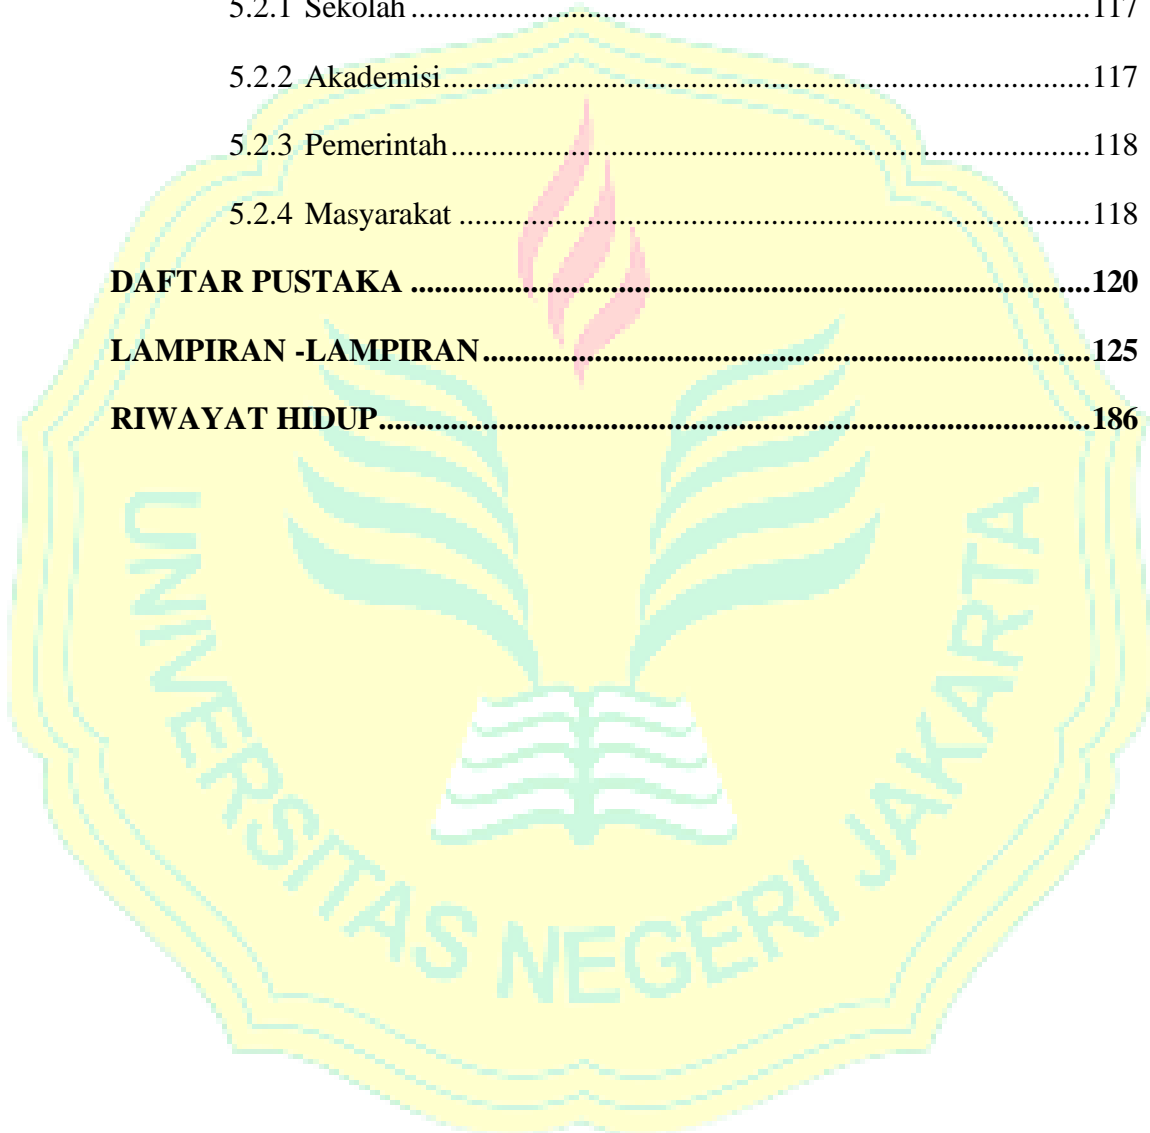 5.2.1 Sekolah ....................................................................................117
5.2.2 Akademisi................................................................................117
5.2.3 Pemerintah...............................................................................118
5.2.4 Masyarakat ..............................................................................118
DAFTAR PUSTAKA ....................................................................................120
LAMPIRAN -LAMPIRAN...........................................................................125
RIWAYAT HIDUP........................................................................................186
UNIVERSITAS NEGERI JAKARTA